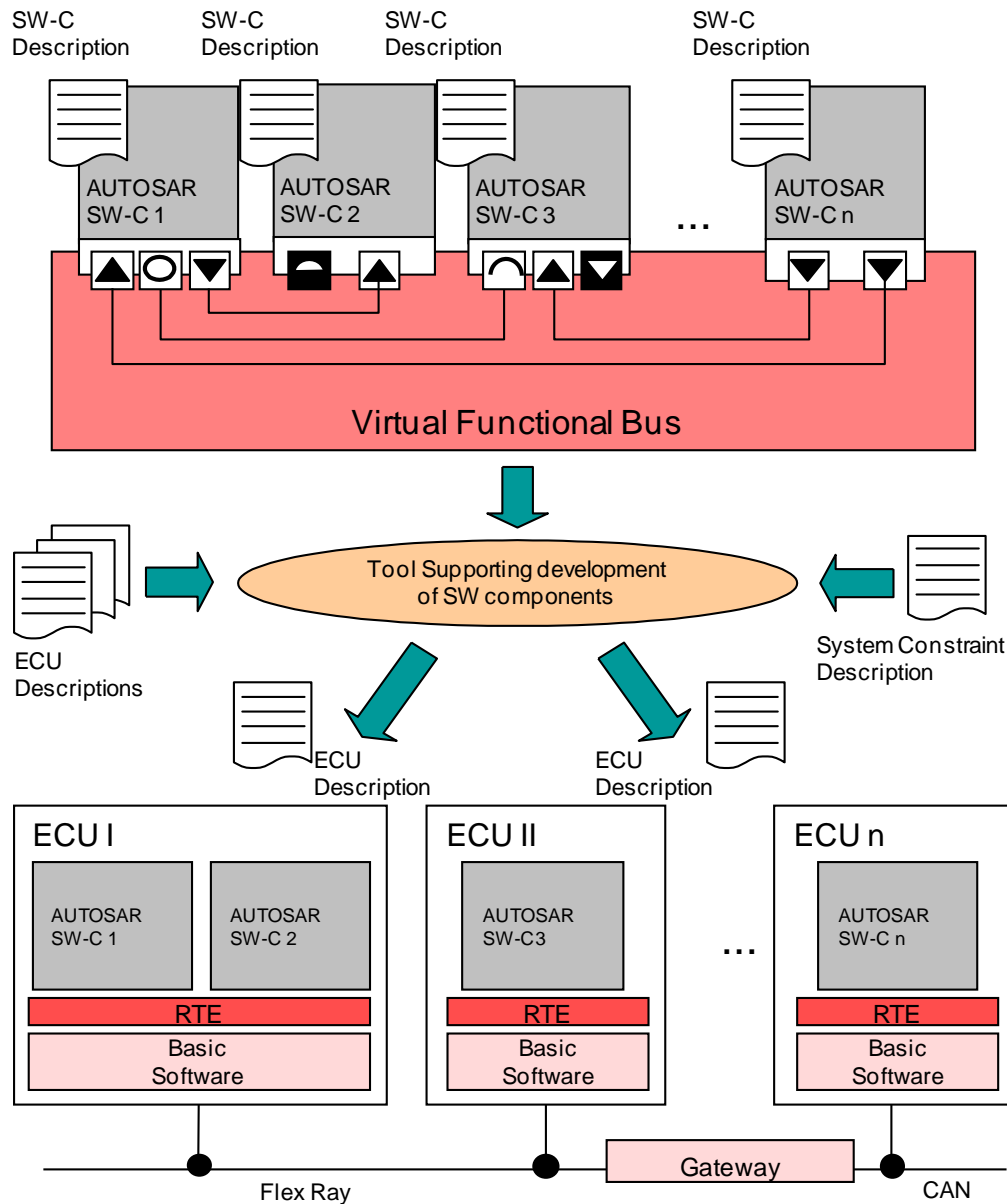 SW-C
Description
SW-C
Description
SW-C
Description
SW-C
Description
AUTOSAR
SW-C 1
AUTOSAR
SW-C 2
AUTOSAR
SW-C 3
...
AUTOSAR
SW-C n
Virtual Functional Bus
Tool Supporting development
of SW components
ECU
Descriptions
System Constraint
Description
ECU
Description
ECU
Description
ECU I
AUTOSAR
SW-C 1
AUTOSAR
SW-C 2
RTE
Basic
Software
ECU II
AUTOSAR
SW-C3
RTE
Basic
Software
...
ECU n
AUTOSAR
SW-C n
RTE
Basic
Software
Gateway
Flex Ray
CAN